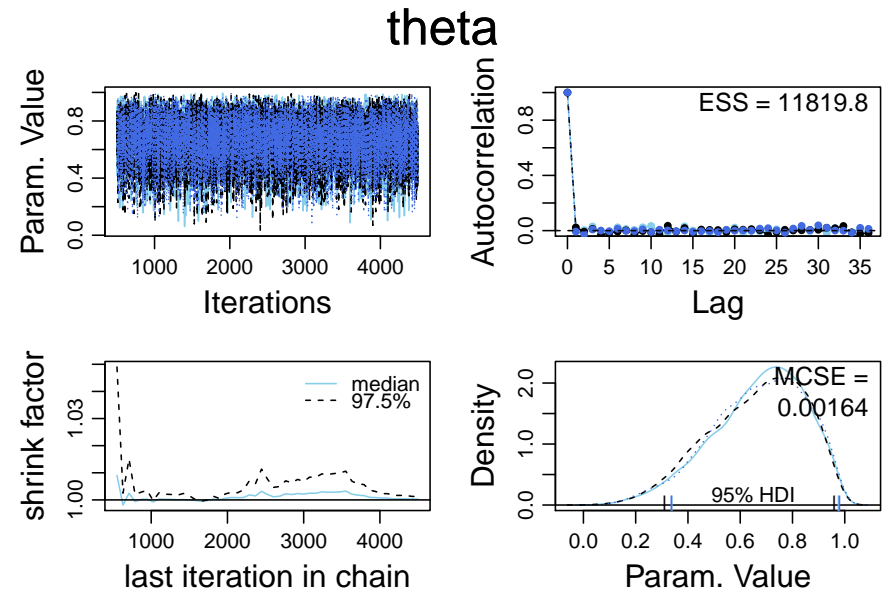 theta
Param. Value
0.0 0.4 0.8
1000 2000 3000 4000
Iterations
Autocorrelation
0.0 0.4 0.8
ESS = 11819.8
0 5 10 15 20 25 30 35
Lag
shrink factor
1.00 1.03
median
97.5%
1000 2000 3000 4000
last iteration in chain
Density
0.0 1.0 2.0
MCSE =
0.00164
95% HDI
0.0 0.2 0.4 0.6 0.8 1.0
Param. Value